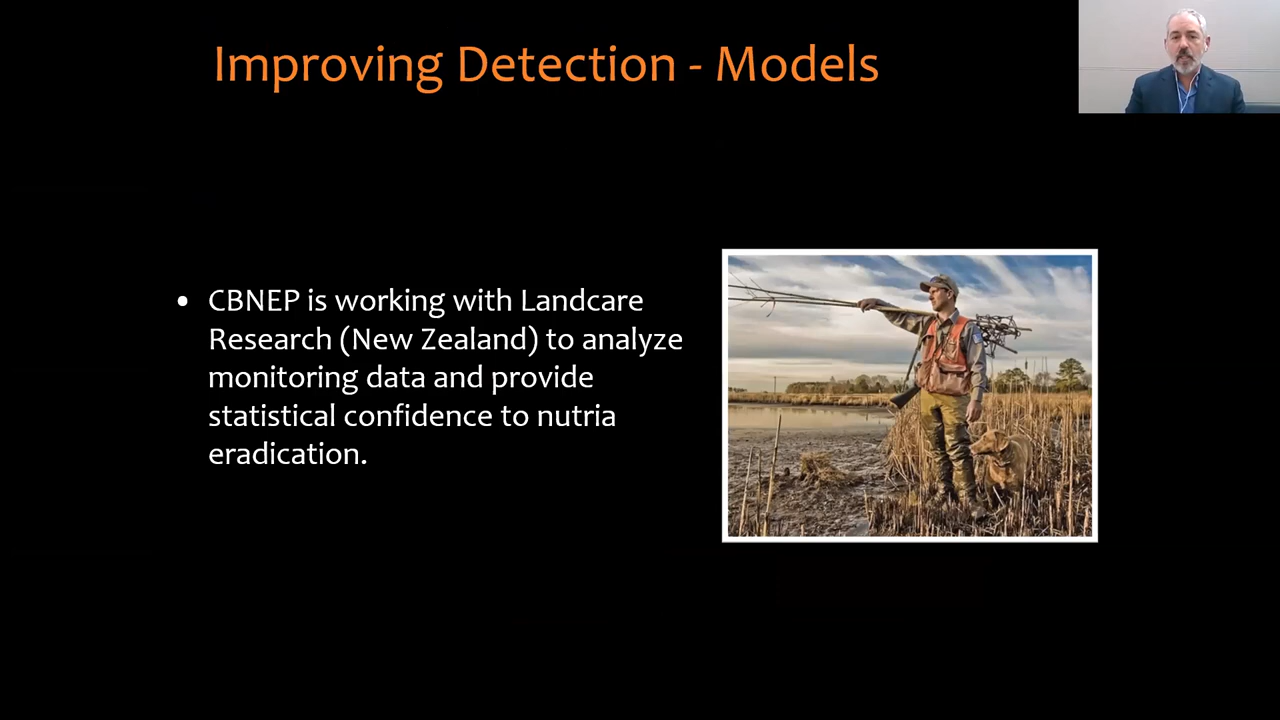 Improving Detection - Models
• CBNEP is working with Landcare
Research (New Zealand) to analyze
monitoring data and provide
statistical confidence to nutria
eradication.